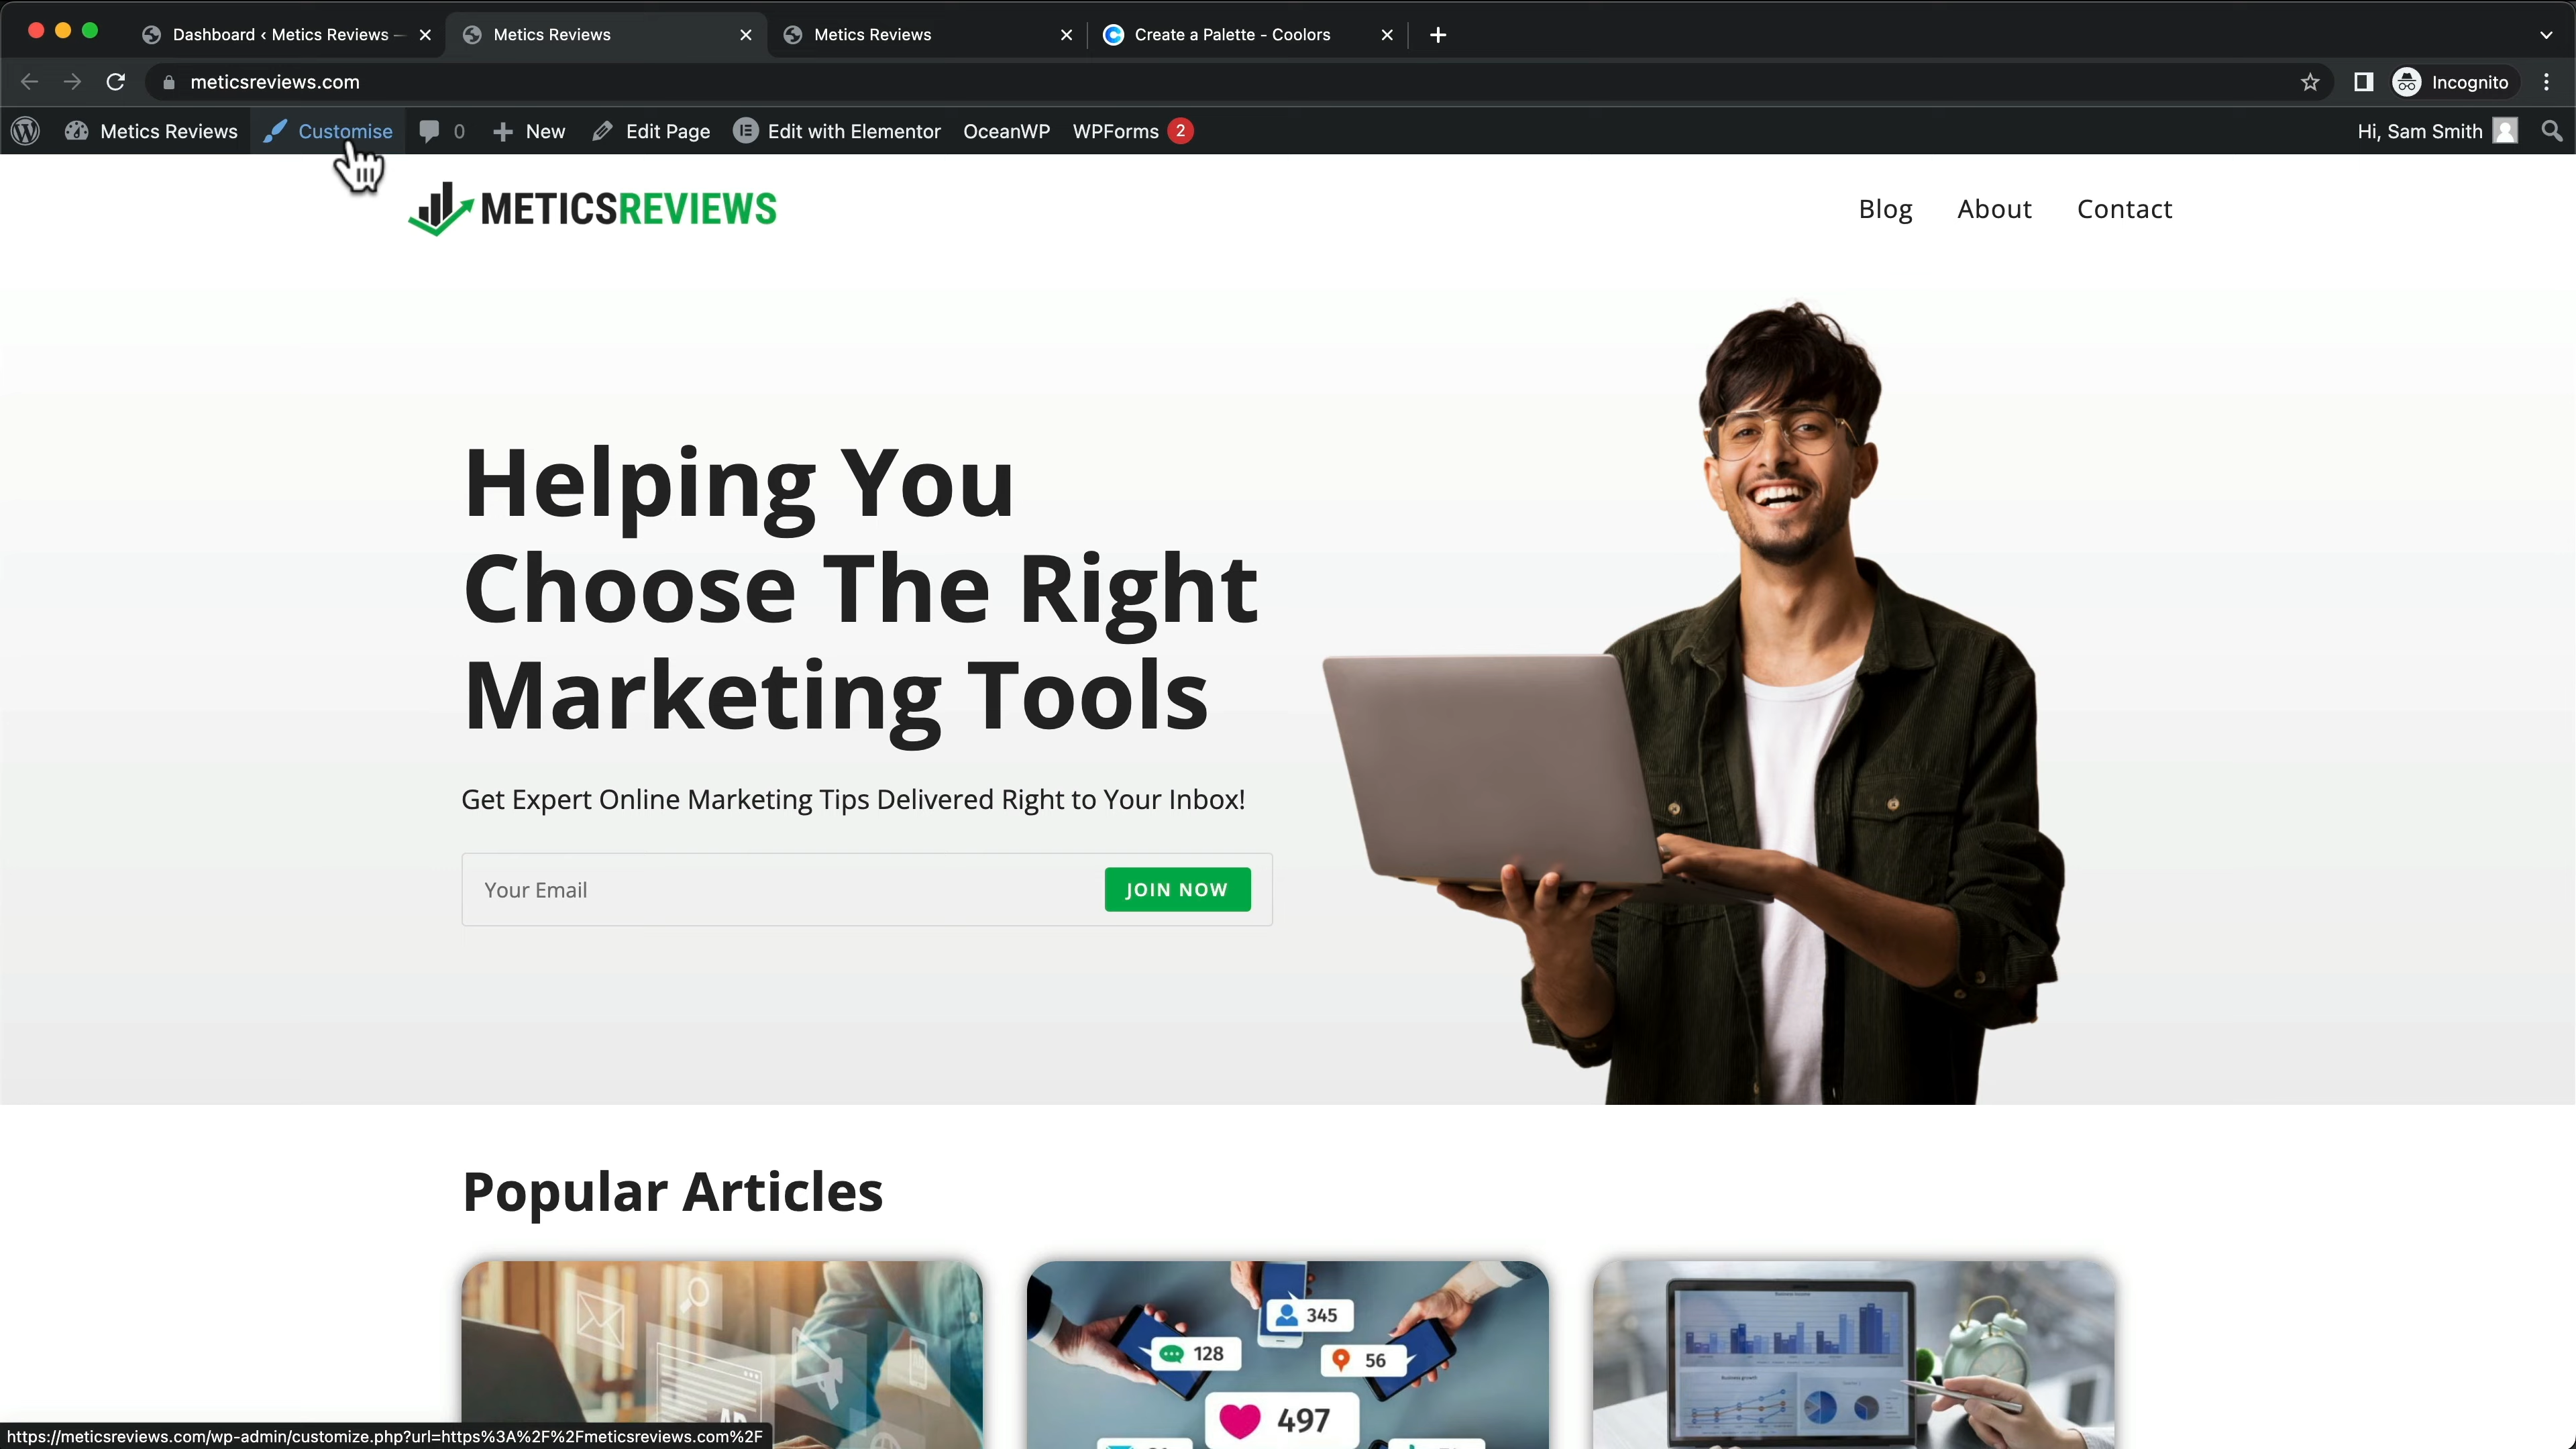 Dashboard ‹ Metics Reviews —
Metics Reviews
Metics Reviews
Create a Palette - Coolors
meticsreviews.com
Incognito
Metics Reviews
Customise
0
New
Edit Page
Edit with Elementor
OceanWP
WPForms 2
Hi, Sam Smith
METICSREVIEWS
Blog
About
Contact
Helping You
Choose The Right
Marketing Tools
Get Expert Online Marketing Tips Delivered Right to Your Inbox!
Your Email
JOIN NOW
Popular Articles
345
128
56
497
https://meticsreviews.com/wp-admin/customize.php?url=https%3A%2F%2Fmeticsreviews.com%2F